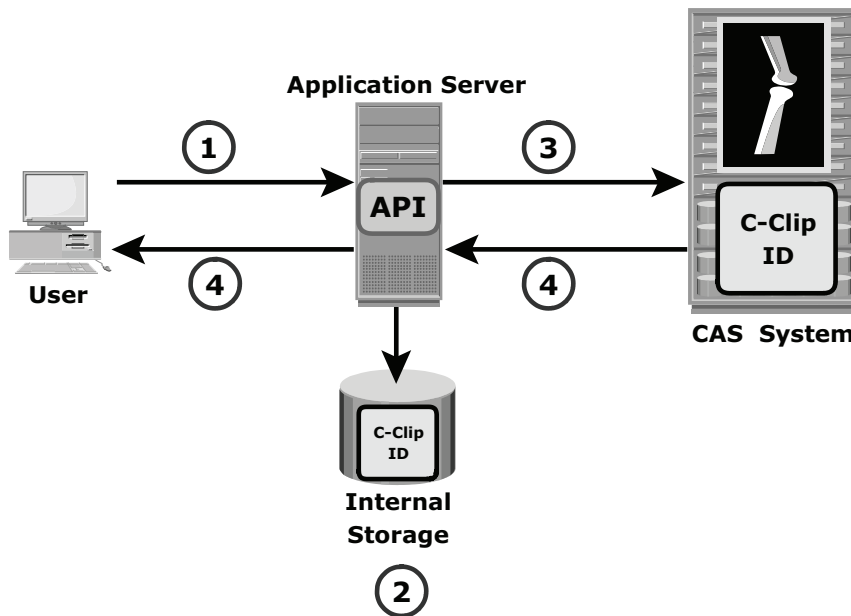 Application Server
1
3
API
C-Clip
ID
4
4
User
CAS System
C-Clip
ID
Internal
Storage
2